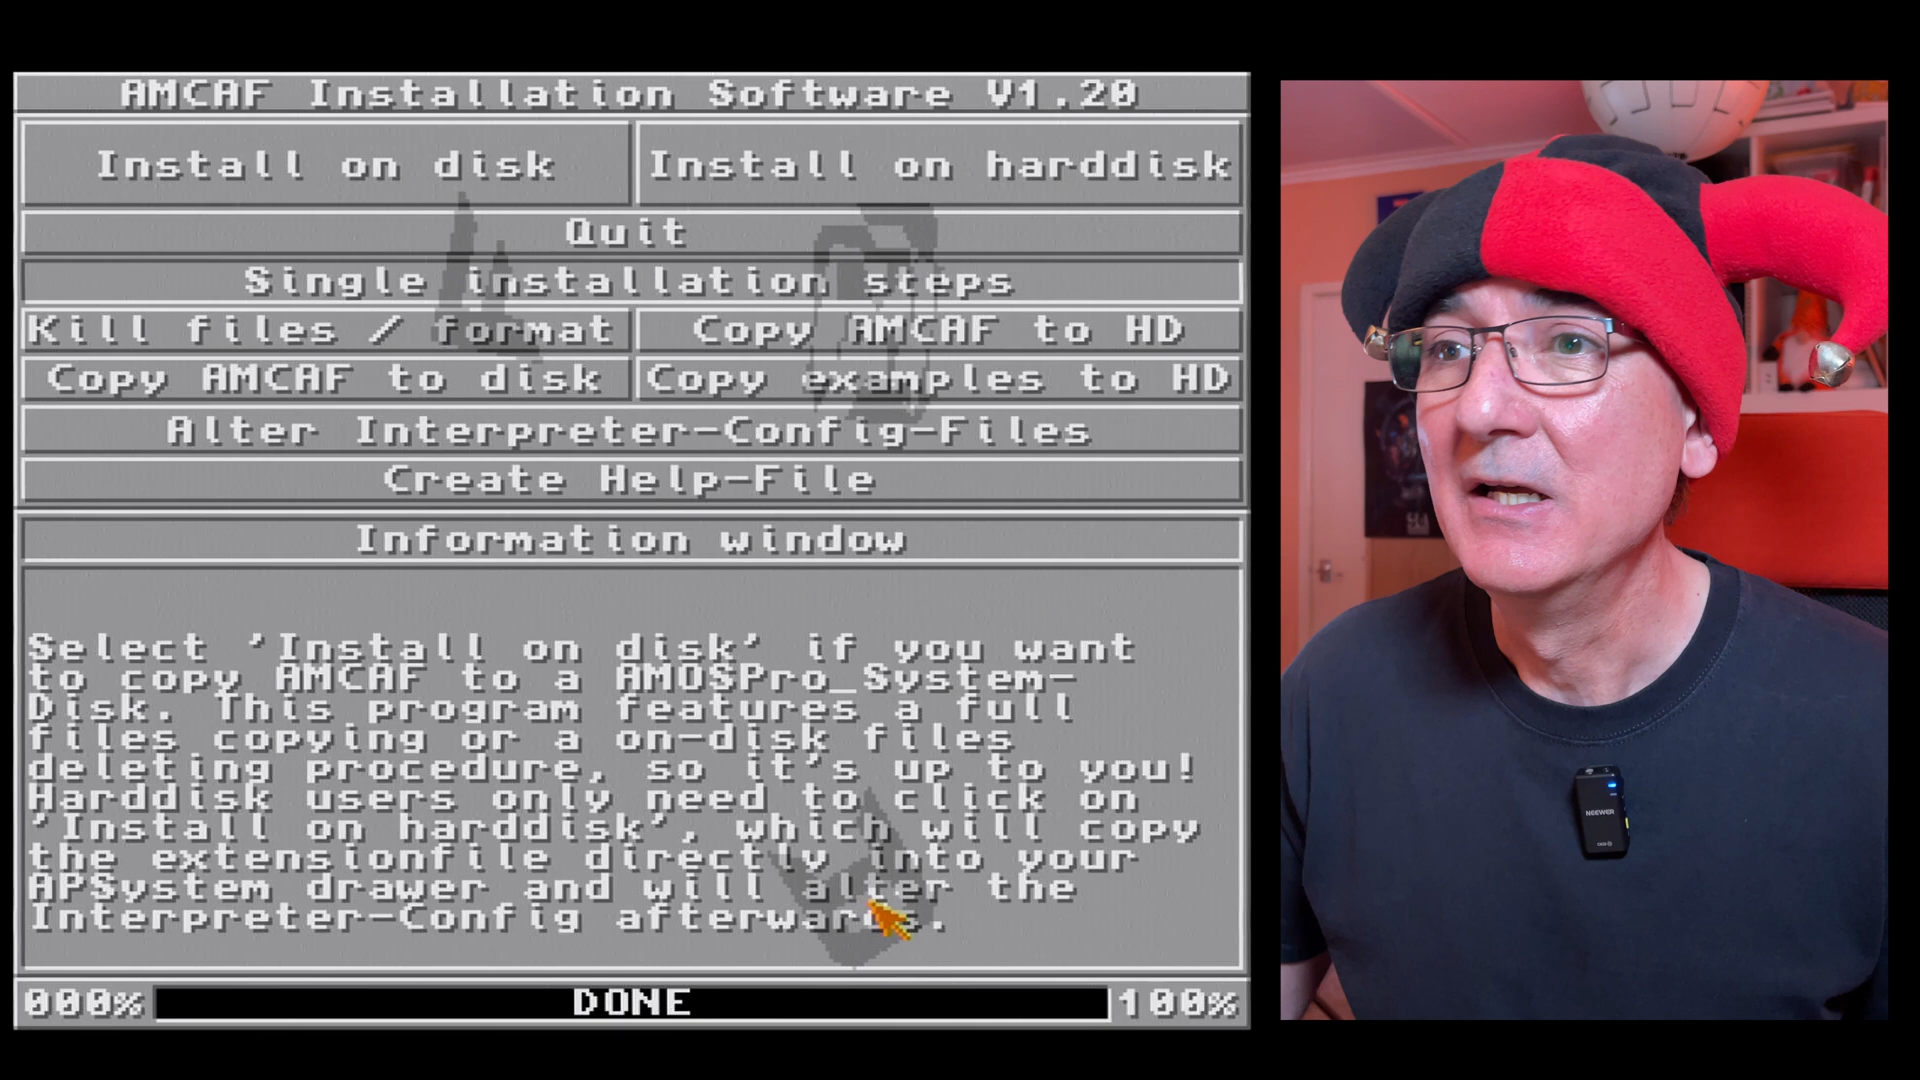 AMCAF Installation Software V1.20
Install on disk
Install on harddisk
Quit
Single installation steps
Kill files / format
Copy AMCAF to HD
Copy AMCAF to disk
Copy examples to HD
Alter Interpreter-Config-Files
Create Help-File
Information window
Select 'Install on disk' if you want
to copy AMCAF to a AMOSPro_System-
Disk. This program features a full
files copying or a on-disk files
deleting procedure, so it's up to you!
Harddisk users only need to click on
'Install on harddisk', which will copy
the extensionfile directly into your
APSystem drawer and will alter the
Interpreter-Config afterwards.
000%
DONE
100%
NEEWER